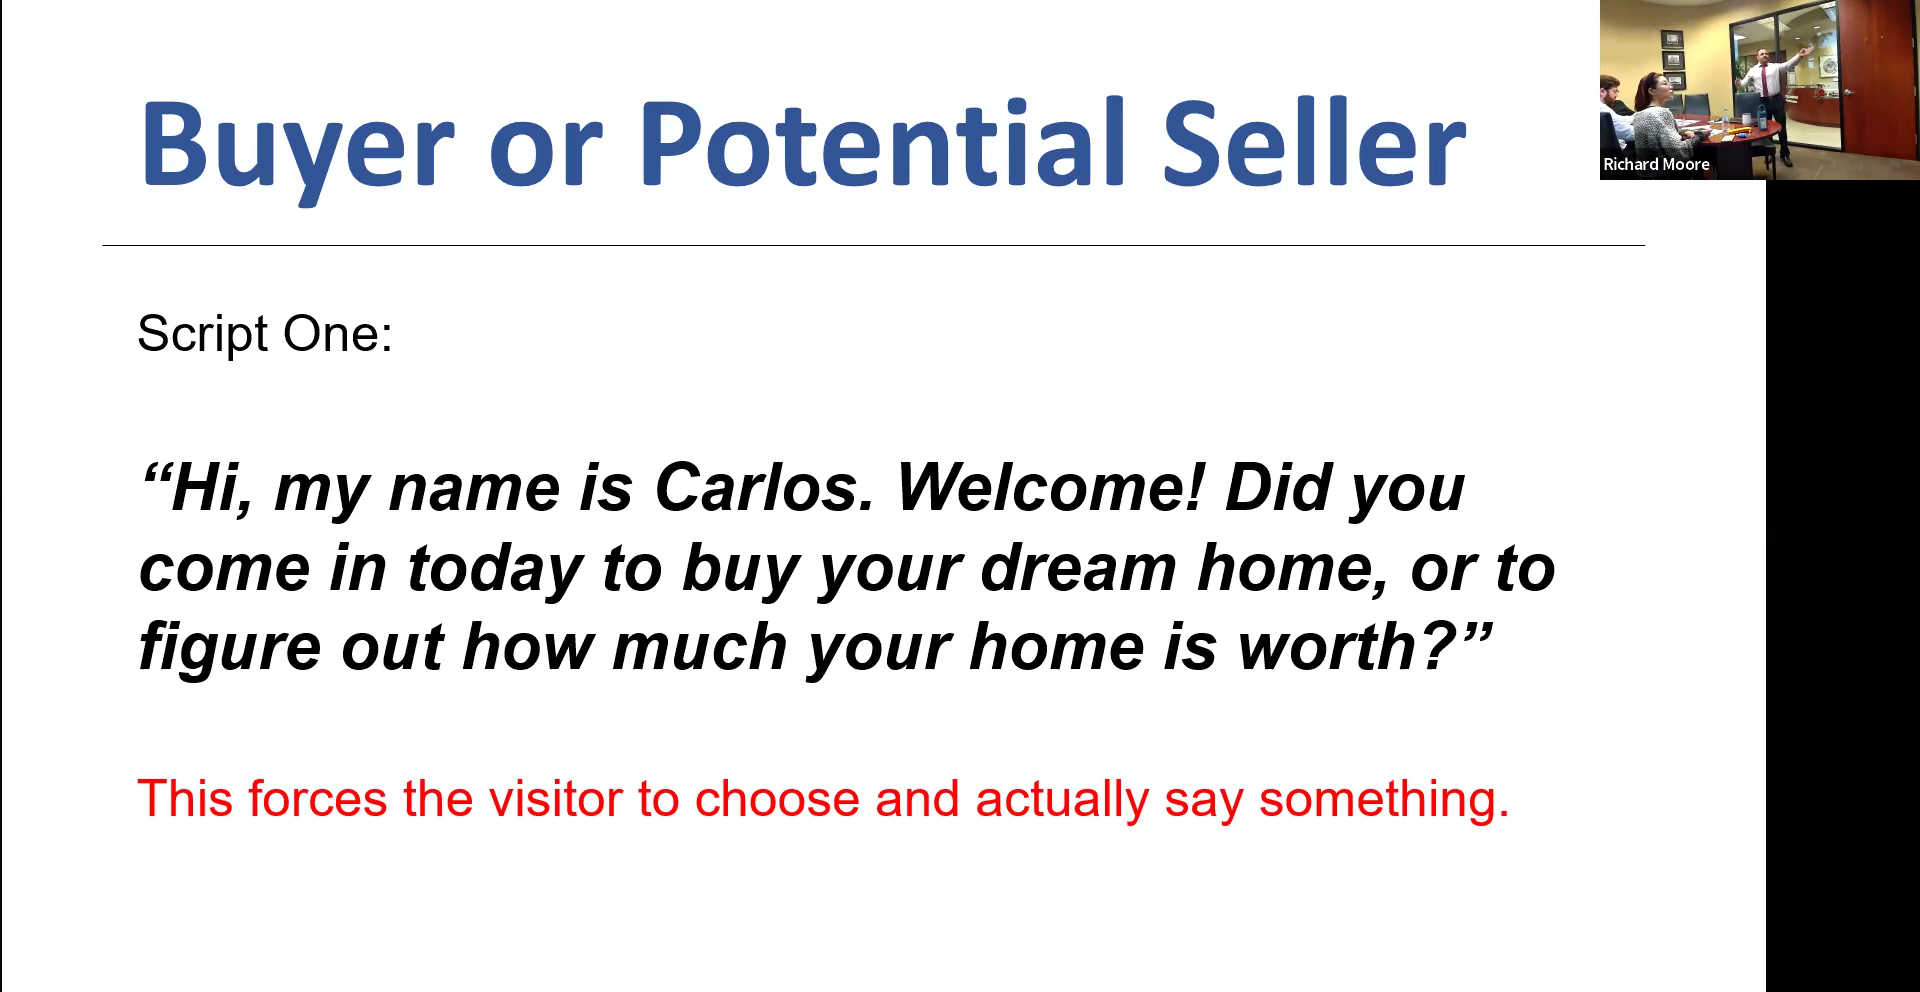 Buyer or Potential Seller
Richard Moore
Script One:
“Hi, my name is Carlos. Welcome! Did you
come in today to buy your dream home, or to
figure out how much your home is worth?”
This forces the visitor to choose and actually say something.